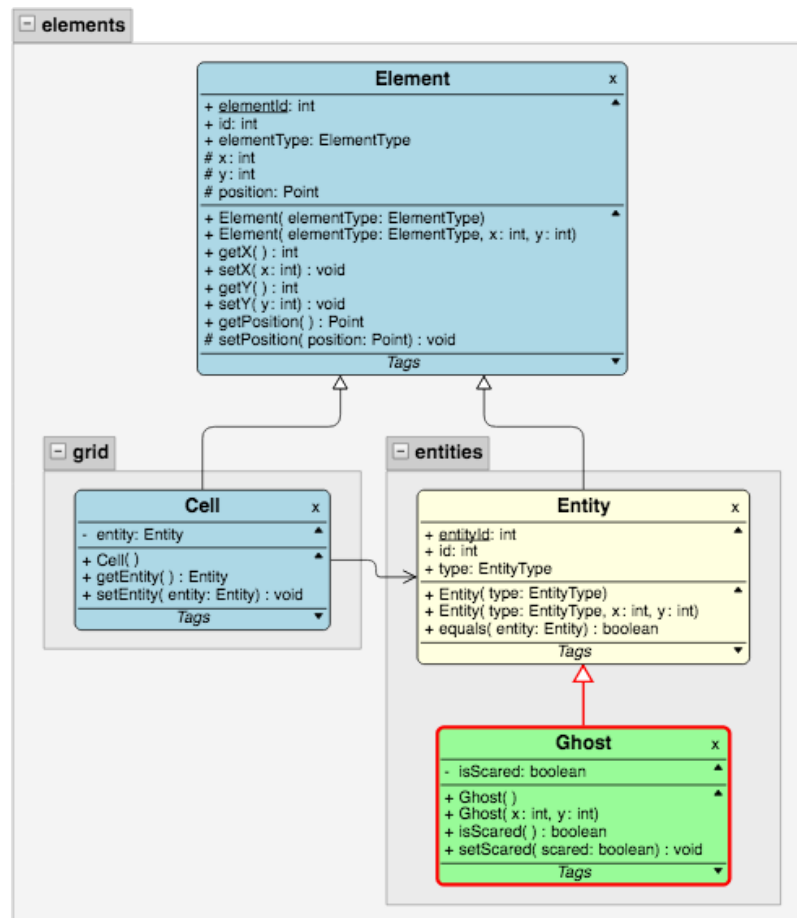 elements
Element x
+ elementId: int
+ id: int
+ elementType: ElementType
# x: int
# y: int
# position: Point
+ Element( elementType: ElementType)
+ Element( elementType: ElementType, x: int, y: int)
+ getX( ) : int
+ setX( x: int) : void
+ getY( ) : int
+ setY( y: int) : void
+ getPosition( ) : Point
# setPosition( position: Point) : void
Tags
grid
Cell x
- entity: Entity
+ Cell( )
+ getEntity( ) : Entity
+ setEntity( entity: Entity) : void
Tags
entities
Entity x
+ entityId: int
+ id: int
+ type: EntityType
+ Entity( type: EntityType)
+ Entity( type: EntityType, x: int, y: int)
+ equals( entity: Entity) : boolean
Tags
Ghost x
- isScared: boolean
+ Ghost( )
+ Ghost( x: int, y: int)
+ isScared( ) : boolean
+ setScared( scared: boolean) : void
Tags